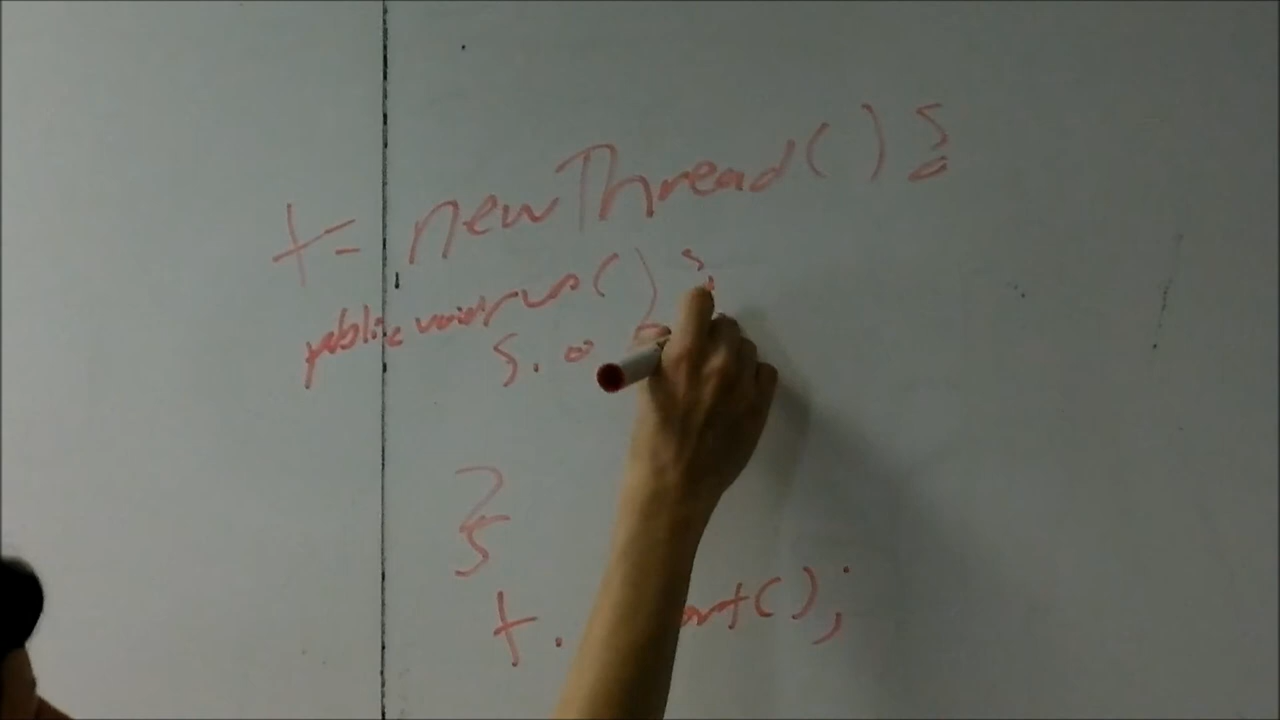 t= new Thread() {
public void run() {
s.o
}
t.    art();